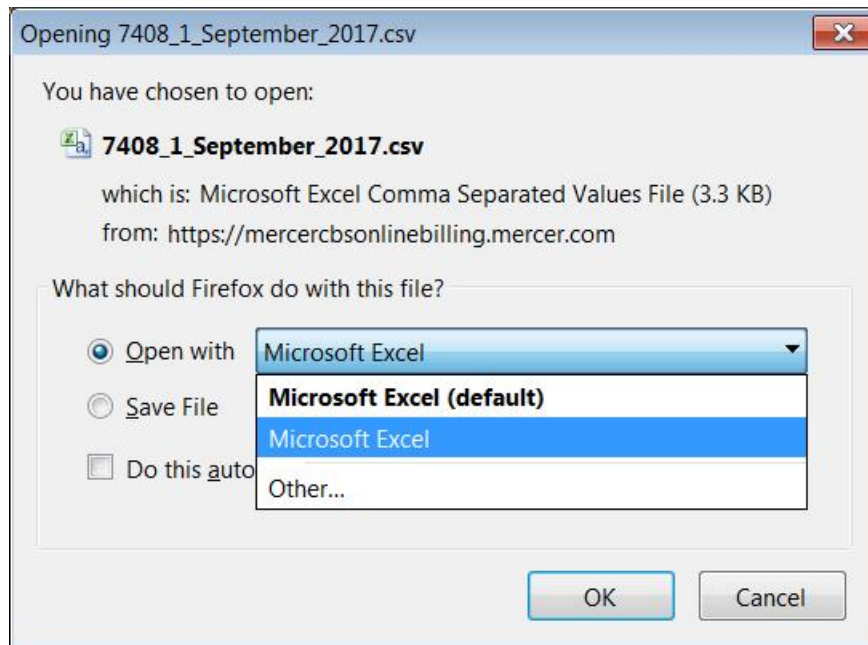 Opening 7408_1_September_2017.csv
You have chosen to open:
7408_1_September_2017.csv
which is: Microsoft Excel Comma Separated Values File (3.3 KB)
from: https://mercercbsonlinebilling.mercer.com
What should Firefox do with this file?
Open with Microsoft Excel
Save File
Microsoft Excel (default)
Microsoft Excel
Do this auto
Other...
OK Cancel